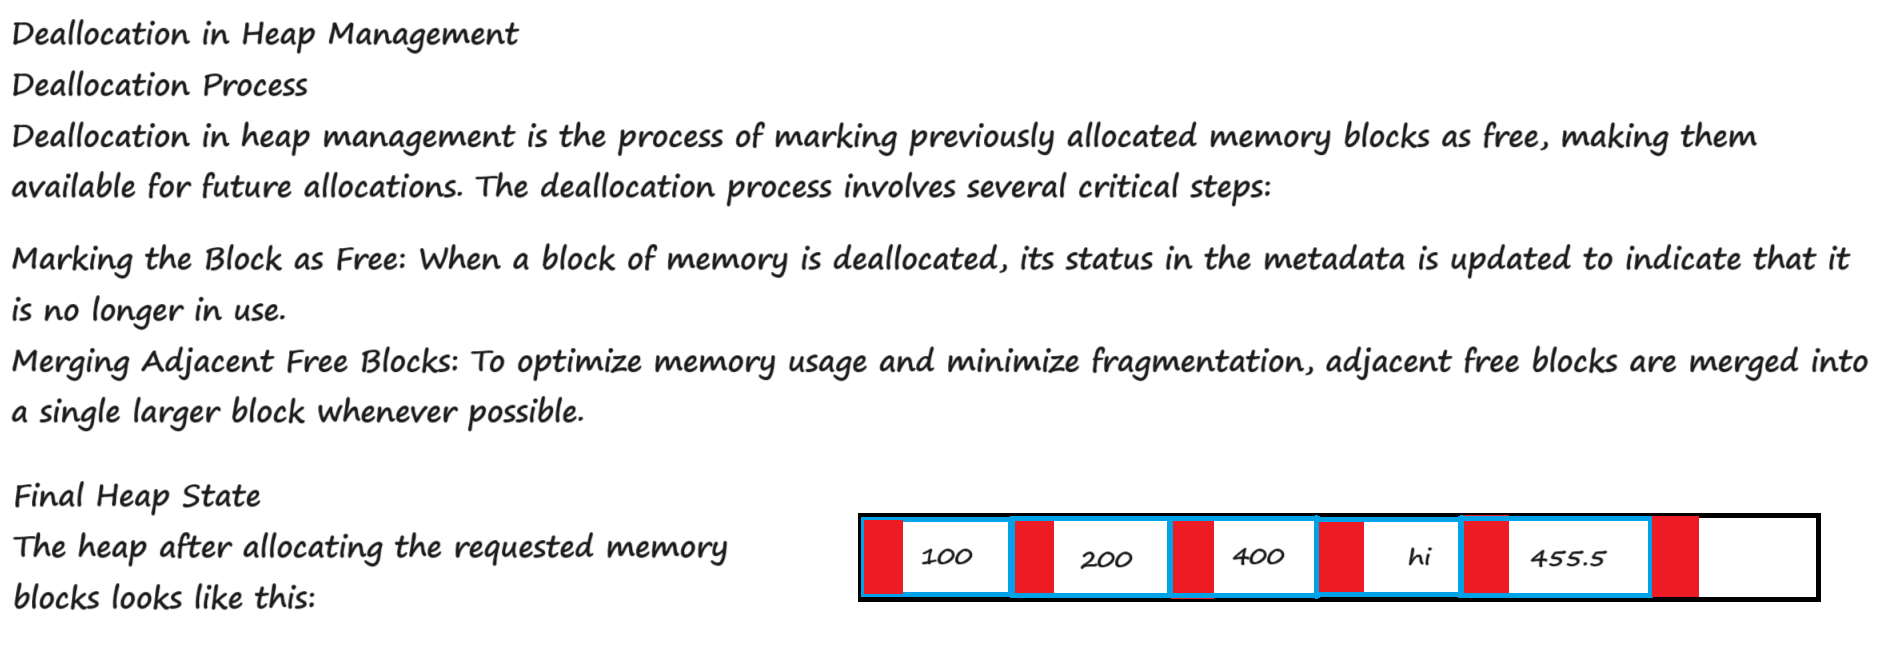 Deallocation in Heap Management
Deallocation Process
Deallocation in heap management is the process of marking previously allocated memory blocks as free, making them
available for future allocations. The deallocation process involves several critical steps:
Marking the Block as Free: When a block of memory is deallocated, its status in the metadata is updated to indicate that it
is no longer in use.
Merging Adjacent Free Blocks: To optimize memory usage and minimize fragmentation, adjacent free blocks are merged into
a single larger block whenever possible.
Final Heap State
The heap after allocating the requested memory
blocks looks like this:
100 200 400 hi 455.5